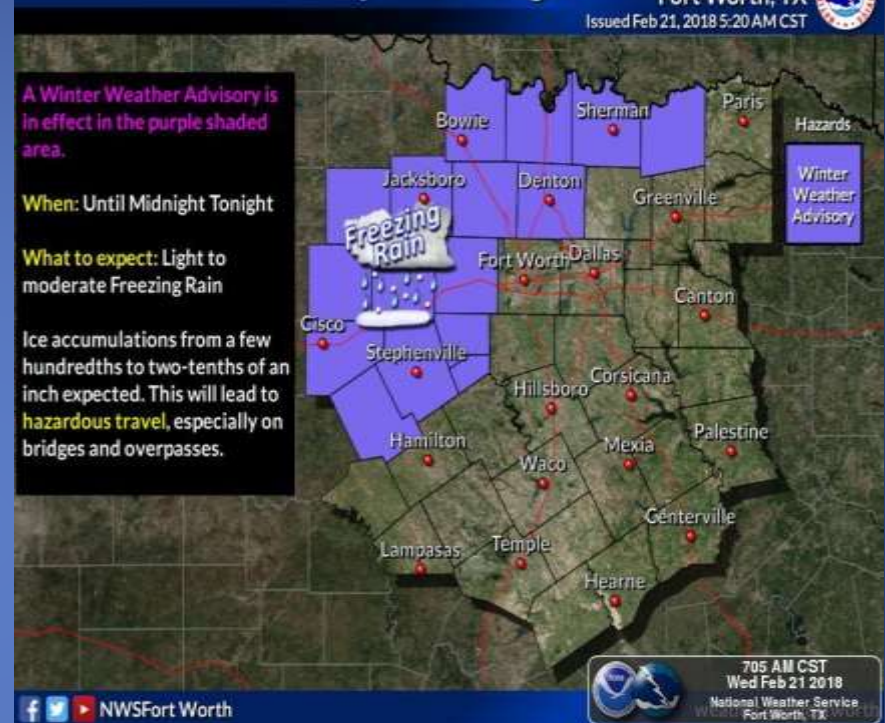 Fort Worth, TX
Issued Feb 21, 2018 5:20 AM CST
A Winter Weather Advisory is
in effect in the purple shaded
area.
When: Until Midnight Tonight
What to expect: Light to
moderate Freezing Rain
Ice accumulations from a few
hundredths to two-tenths of an
inch expected. This will lead to
hazardous travel, especially on
bridges and overpasses.
Hazards
Winter
Weather
Advisory
Paris
Sherman
Bowie
Jacksboro
Denton
Greenville
Freezing
Rain
Fort Worth
Dallas
Canton
Cisco
Stephenville
Hillsboro
Corsicana
Hamilton
Waco
Mexia
Palestine
Centerville
Lampasas
Temple
Hearne
NWSFort Worth
705 AM CST
Wed Feb 21 2018
National Weather Service
Fort Worth, TX